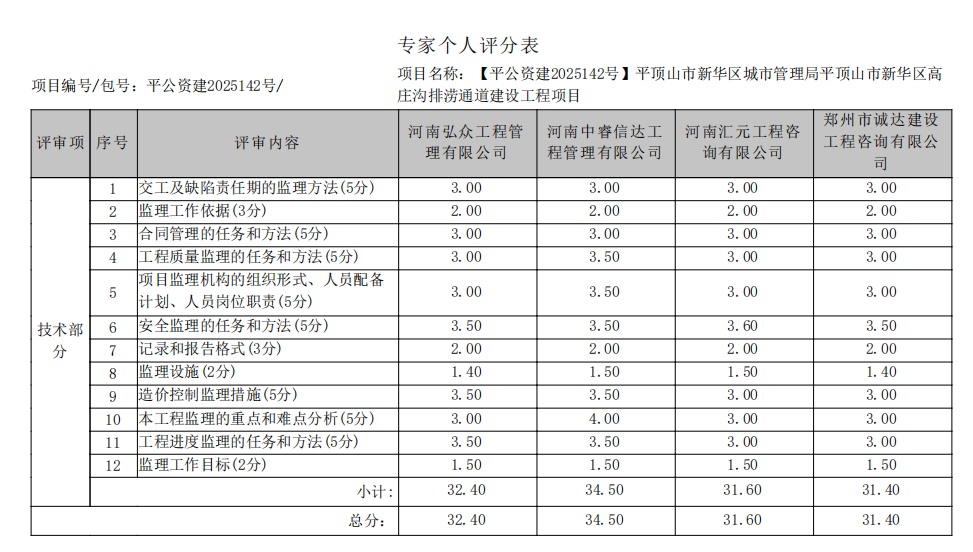 专家个人评分表
项目编号/包号：平公资建2025142号/
项目名称：【平公资建2025142号】平顶山市新华区城市管理局平顶山市新华区高
庄沟排涝通道建设工程项目
评审项 序号 评审内容 河南弘众工程管理有限公司 河南中睿信达工程管理有限公司 河南汇元工程咨询有限公司 郑州市诚达建设工程咨询有限公司
技术部分
1 交工及缺陷责任期的监理方法(5分) 3.00 3.00 3.00 3.00
2 监理工作依据(3分) 2.00 2.00 2.00 2.00
3 合同管理的任务和方法(5分) 3.00 3.00 3.00 3.00
4 工程质量监理的任务和方法(5分) 3.00 3.50 3.00 3.00
5 项目监理机构的组织形式、人员配备
计划、人员岗位职责(5分) 3.00 3.50 3.00 3.00
6 安全监理的任务和方法(5分) 3.50 3.50 3.60 3.50
7 记录和报告格式(3分) 2.00 2.00 2.00 2.00
8 监理设施(2分) 1.40 1.50 1.50 1.40
9 造价控制监理措施(5分) 3.50 3.50 3.00 3.00
10 本工程监理的重点和难点分析(5分) 3.00 4.00 3.00 3.00
11 工程进度监理的任务和方法(5分) 3.50 3.50 3.00 3.00
12 监理工作目标(2分) 1.50 1.50 1.50 1.50
小计: 32.40 34.50 31.60 31.40
总分: 32.40 34.50 31.60 31.40